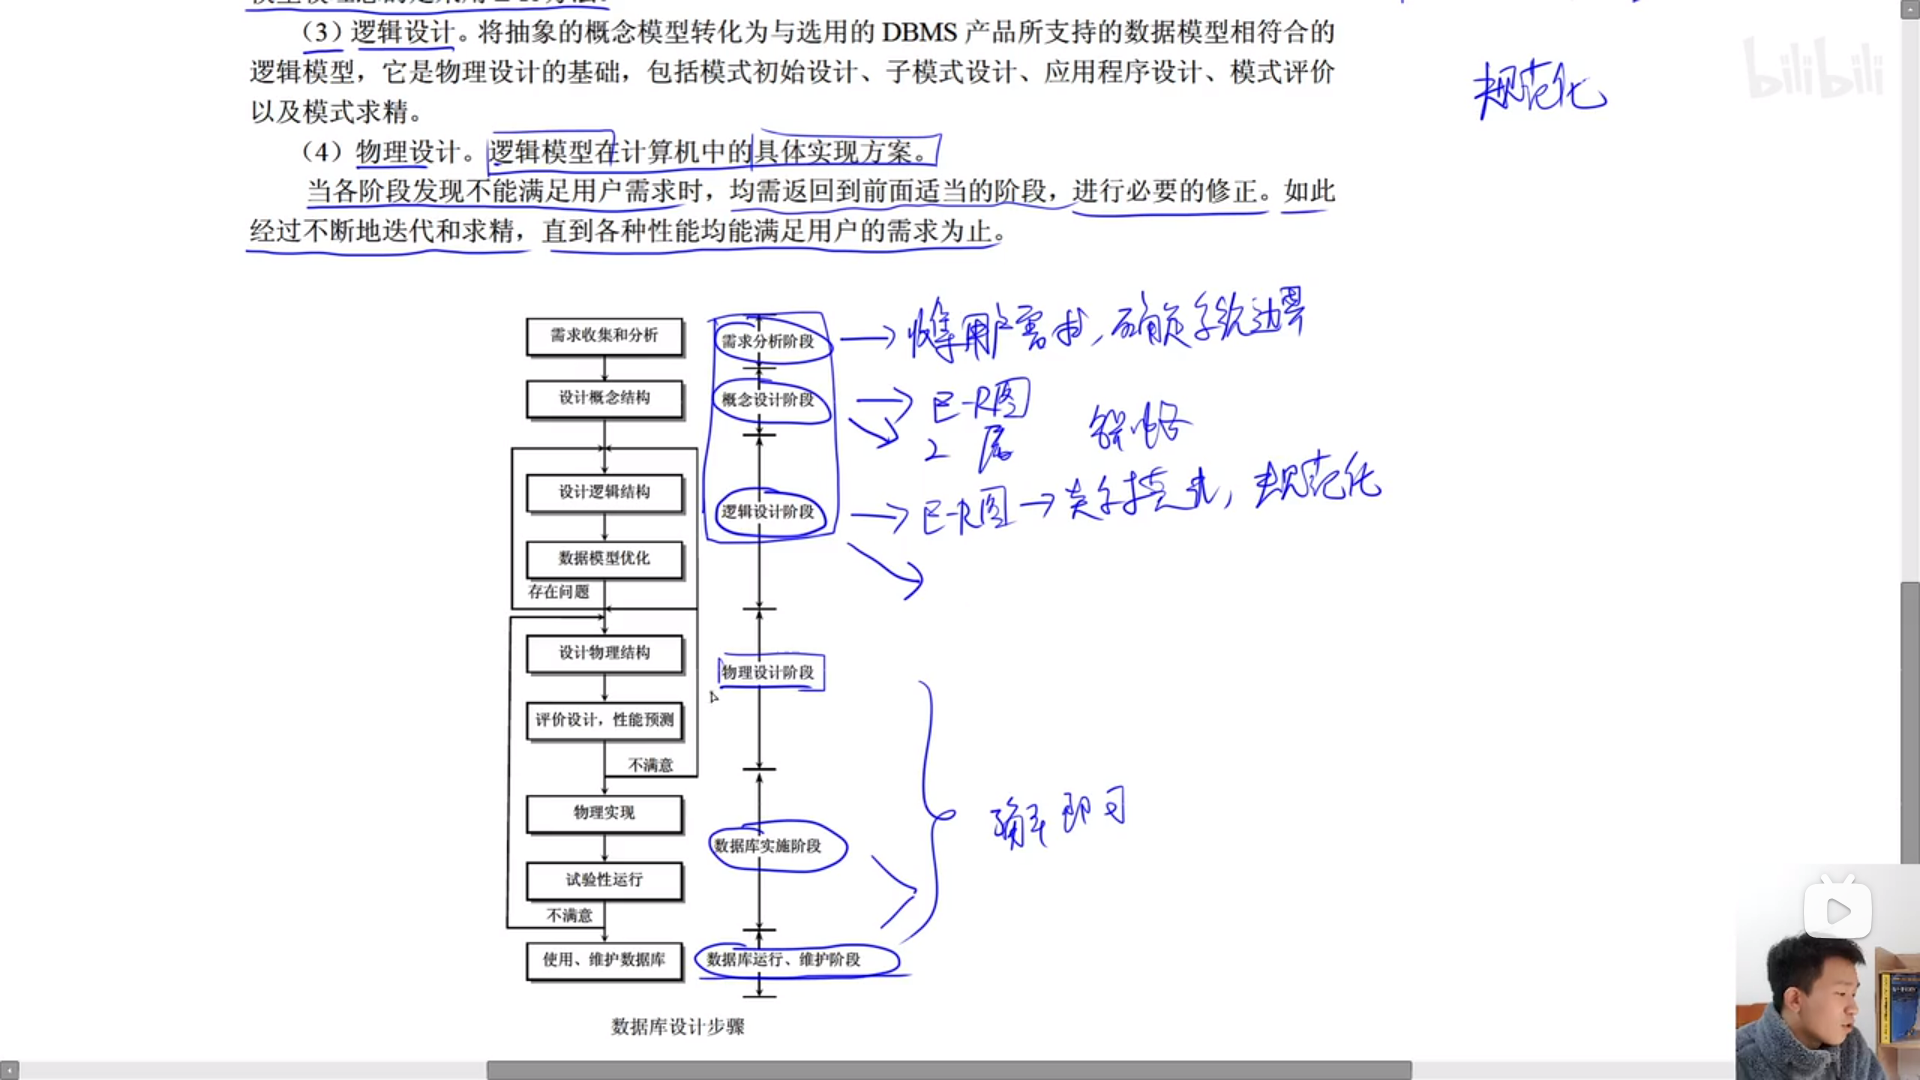 （3）逻辑设计。将抽象的概念模型转化为与选用的 DBMS 产品所支持的数据模型相符合的
逻辑模型，它是物理设计的基础，包括模式初始设计、子模式设计、应用程序设计、模式评价
以及模式求精。
规范化
bilibili
（4）物理设计。逻辑模型在计算机中的具体实现方案。
当各阶段发现不能满足用户需求时，均需返回到前面适当的阶段，进行必要的修正。如此
经过不断地迭代和求精，直到各种性能均能满足用户的需求为止。
需求收集和分析
需求分析阶段
收集用户需求，确定系统边界
设计概念结构
概念设计阶段
E-R图
设计逻辑结构
逻辑设计阶段
E-R图→关系模式，规范化
数据模型优化
存在问题
设计物理结构
物理设计阶段
评价设计，性能预测
不满意
物理实现
数据库实施阶段
试验性运行
不满意
使用、维护数据库
数据库运行、维护阶段
数据库设计步骤